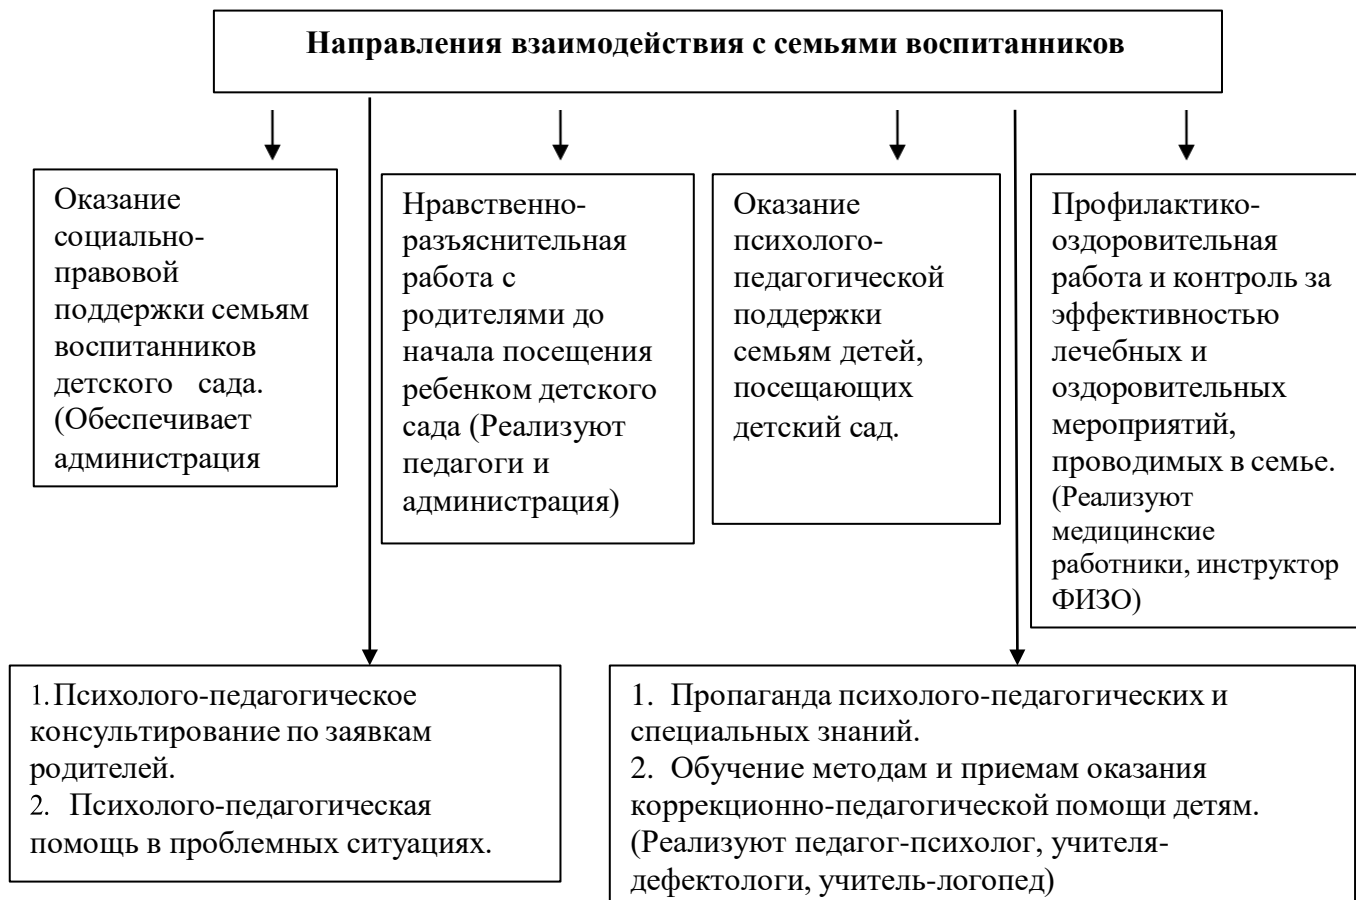 Направления взаимодействия с семьями воспитанников
Оказание
социально-
правовой
поддержки семьям
воспитанников
детского сада.
(Обеспечивает
администрация
Нравственно-
разъяснительная
работа с
родителями до
начала посещения
ребенком детского
сада (Реализуют
педагоги и
администрация)
Оказание
психолого-
педагогической
поддержки
семьям детей,
посещающих
детский сад.
Профилактико-
оздоровительная
работа и контроль за
эффективностью
лечебных и
оздоровительных
мероприятий,
проводимых в семье.
(Реализуют
медицинские
работники, инструктор
ФИЗО)
1. Психолого-педагогическое
консультирование по заявкам
родителей.
2. Психолого-педагогическая
помощь в проблемных ситуациях.
1. Пропаганда психолого-педагогических и
специальных знаний.
2. Обучение методам и приемам оказания
коррекционно-педагогической помощи детям.
(Реализуют педагог-психолог, учителя-
дефектологи, учитель-логопед)